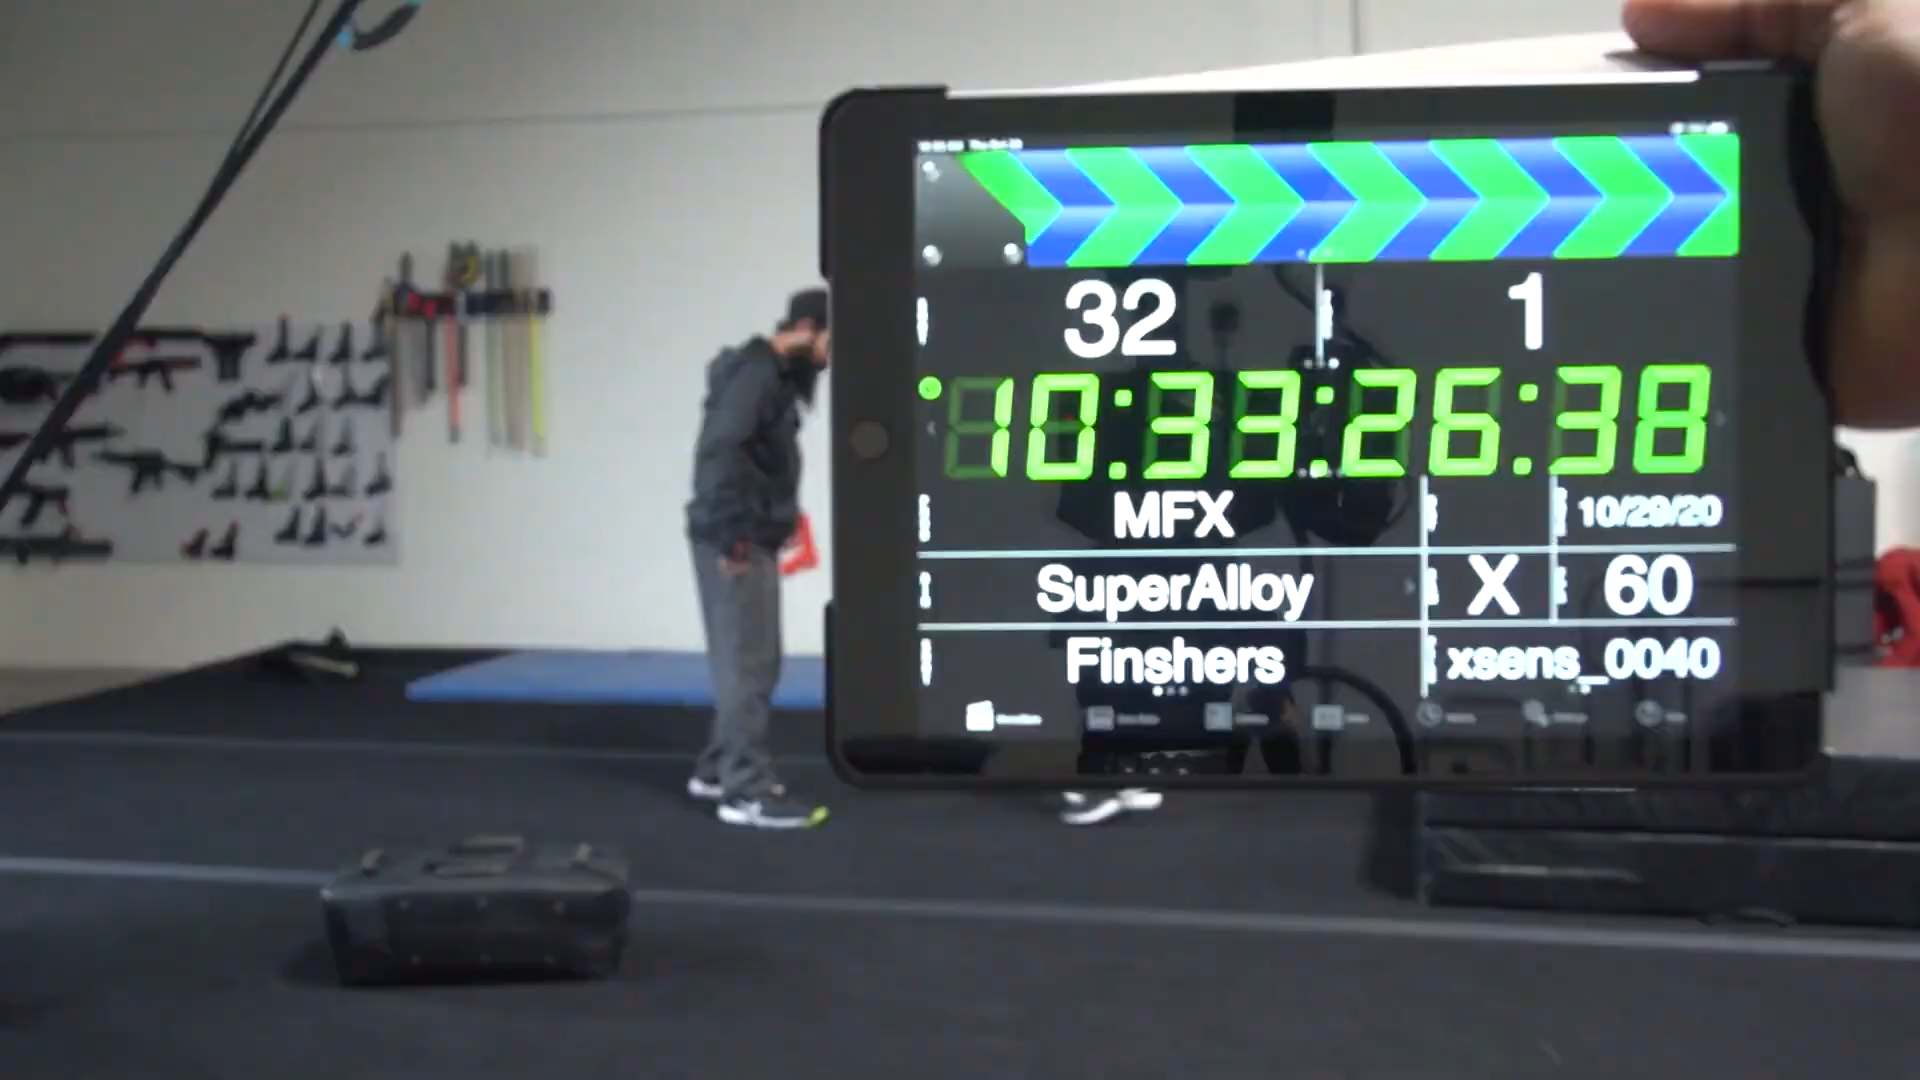 32 1
10:33:26:38
MFX 10/29/20
SuperAlloy X 60
Finshers xsens_0040